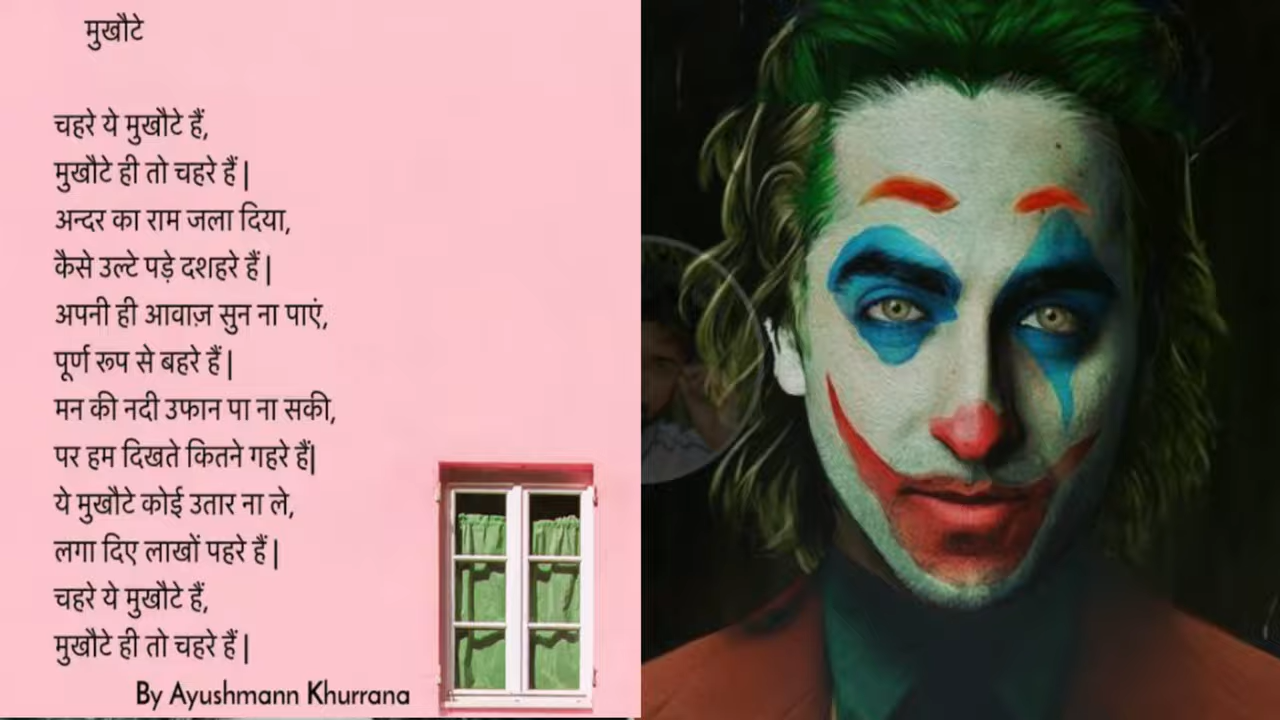 मुखौटे
चहरे ये मुखौटे हैं,
मुखौटे ही तो चहरे हैं |
अन्दर का राम जला दिया,
कैसे उल्टे पड़े दशहरे हैं |
अपनी ही आवाज़ सुन ना पाएं,
पूर्ण रूप से बहरे हैं |
मन की नदी उफान पा ना सकी,
पर हम दिखते कितने गहरे हैं|
ये मुखौटे कोई उतार ना ले,
लगा दिए लाखों पहरे हैं |
चहरे ये मुखौटे हैं,
मुखौटे ही तो चहरे हैं |
By Ayushmann Khurrana